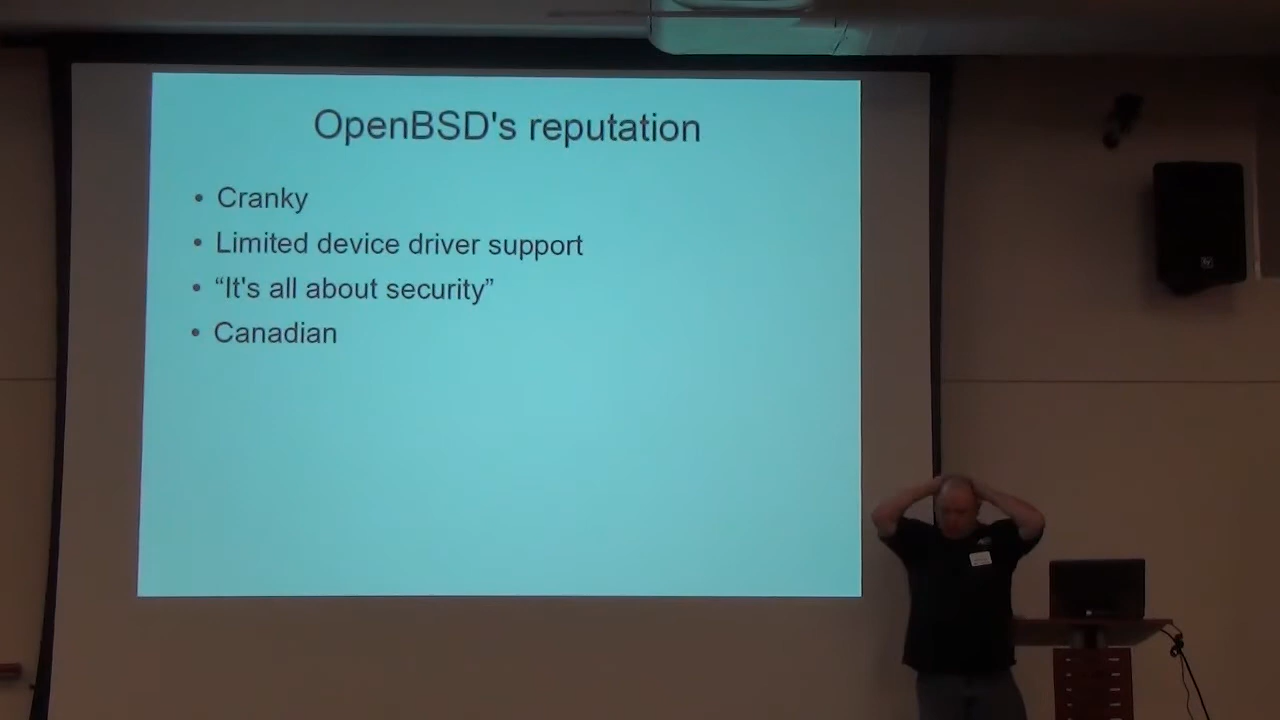 OpenBSD's reputation
• Cranky
• Limited device driver support
• “It's all about security”
• Canadian